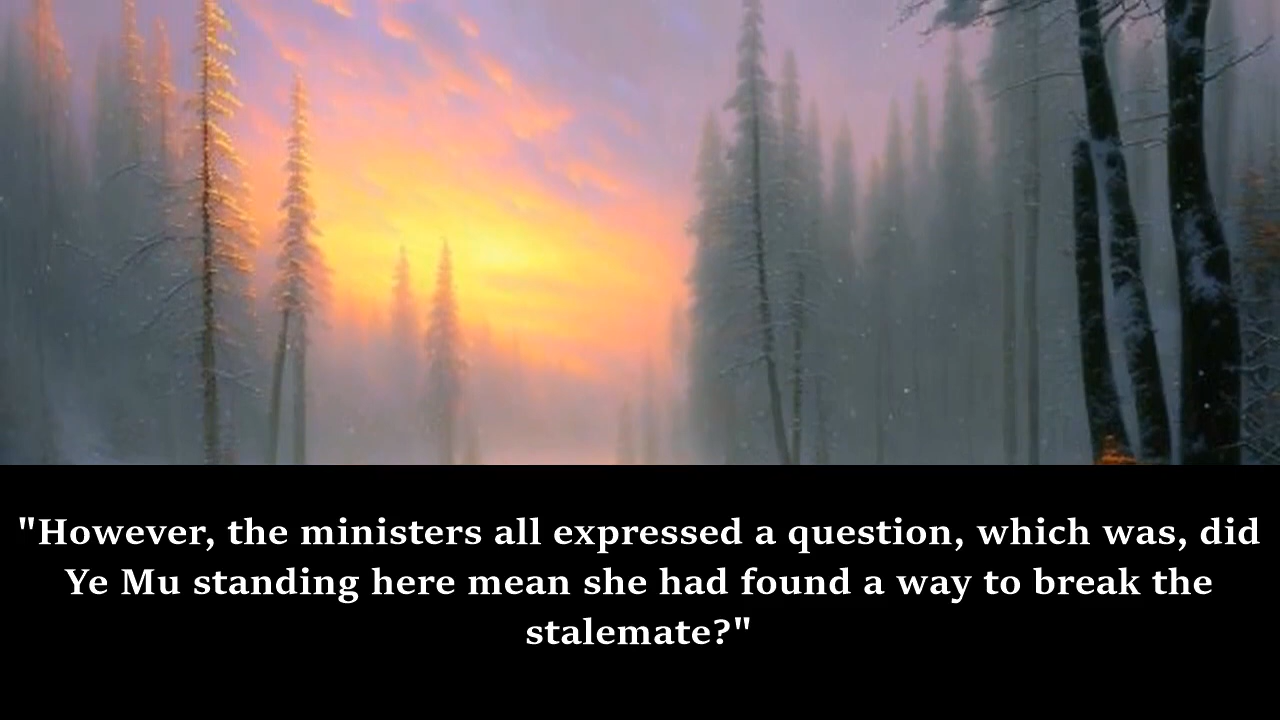 "However, the ministers all expressed a question, which was, did
Ye Mu standing here mean she had found a way to break the
stalemate?"